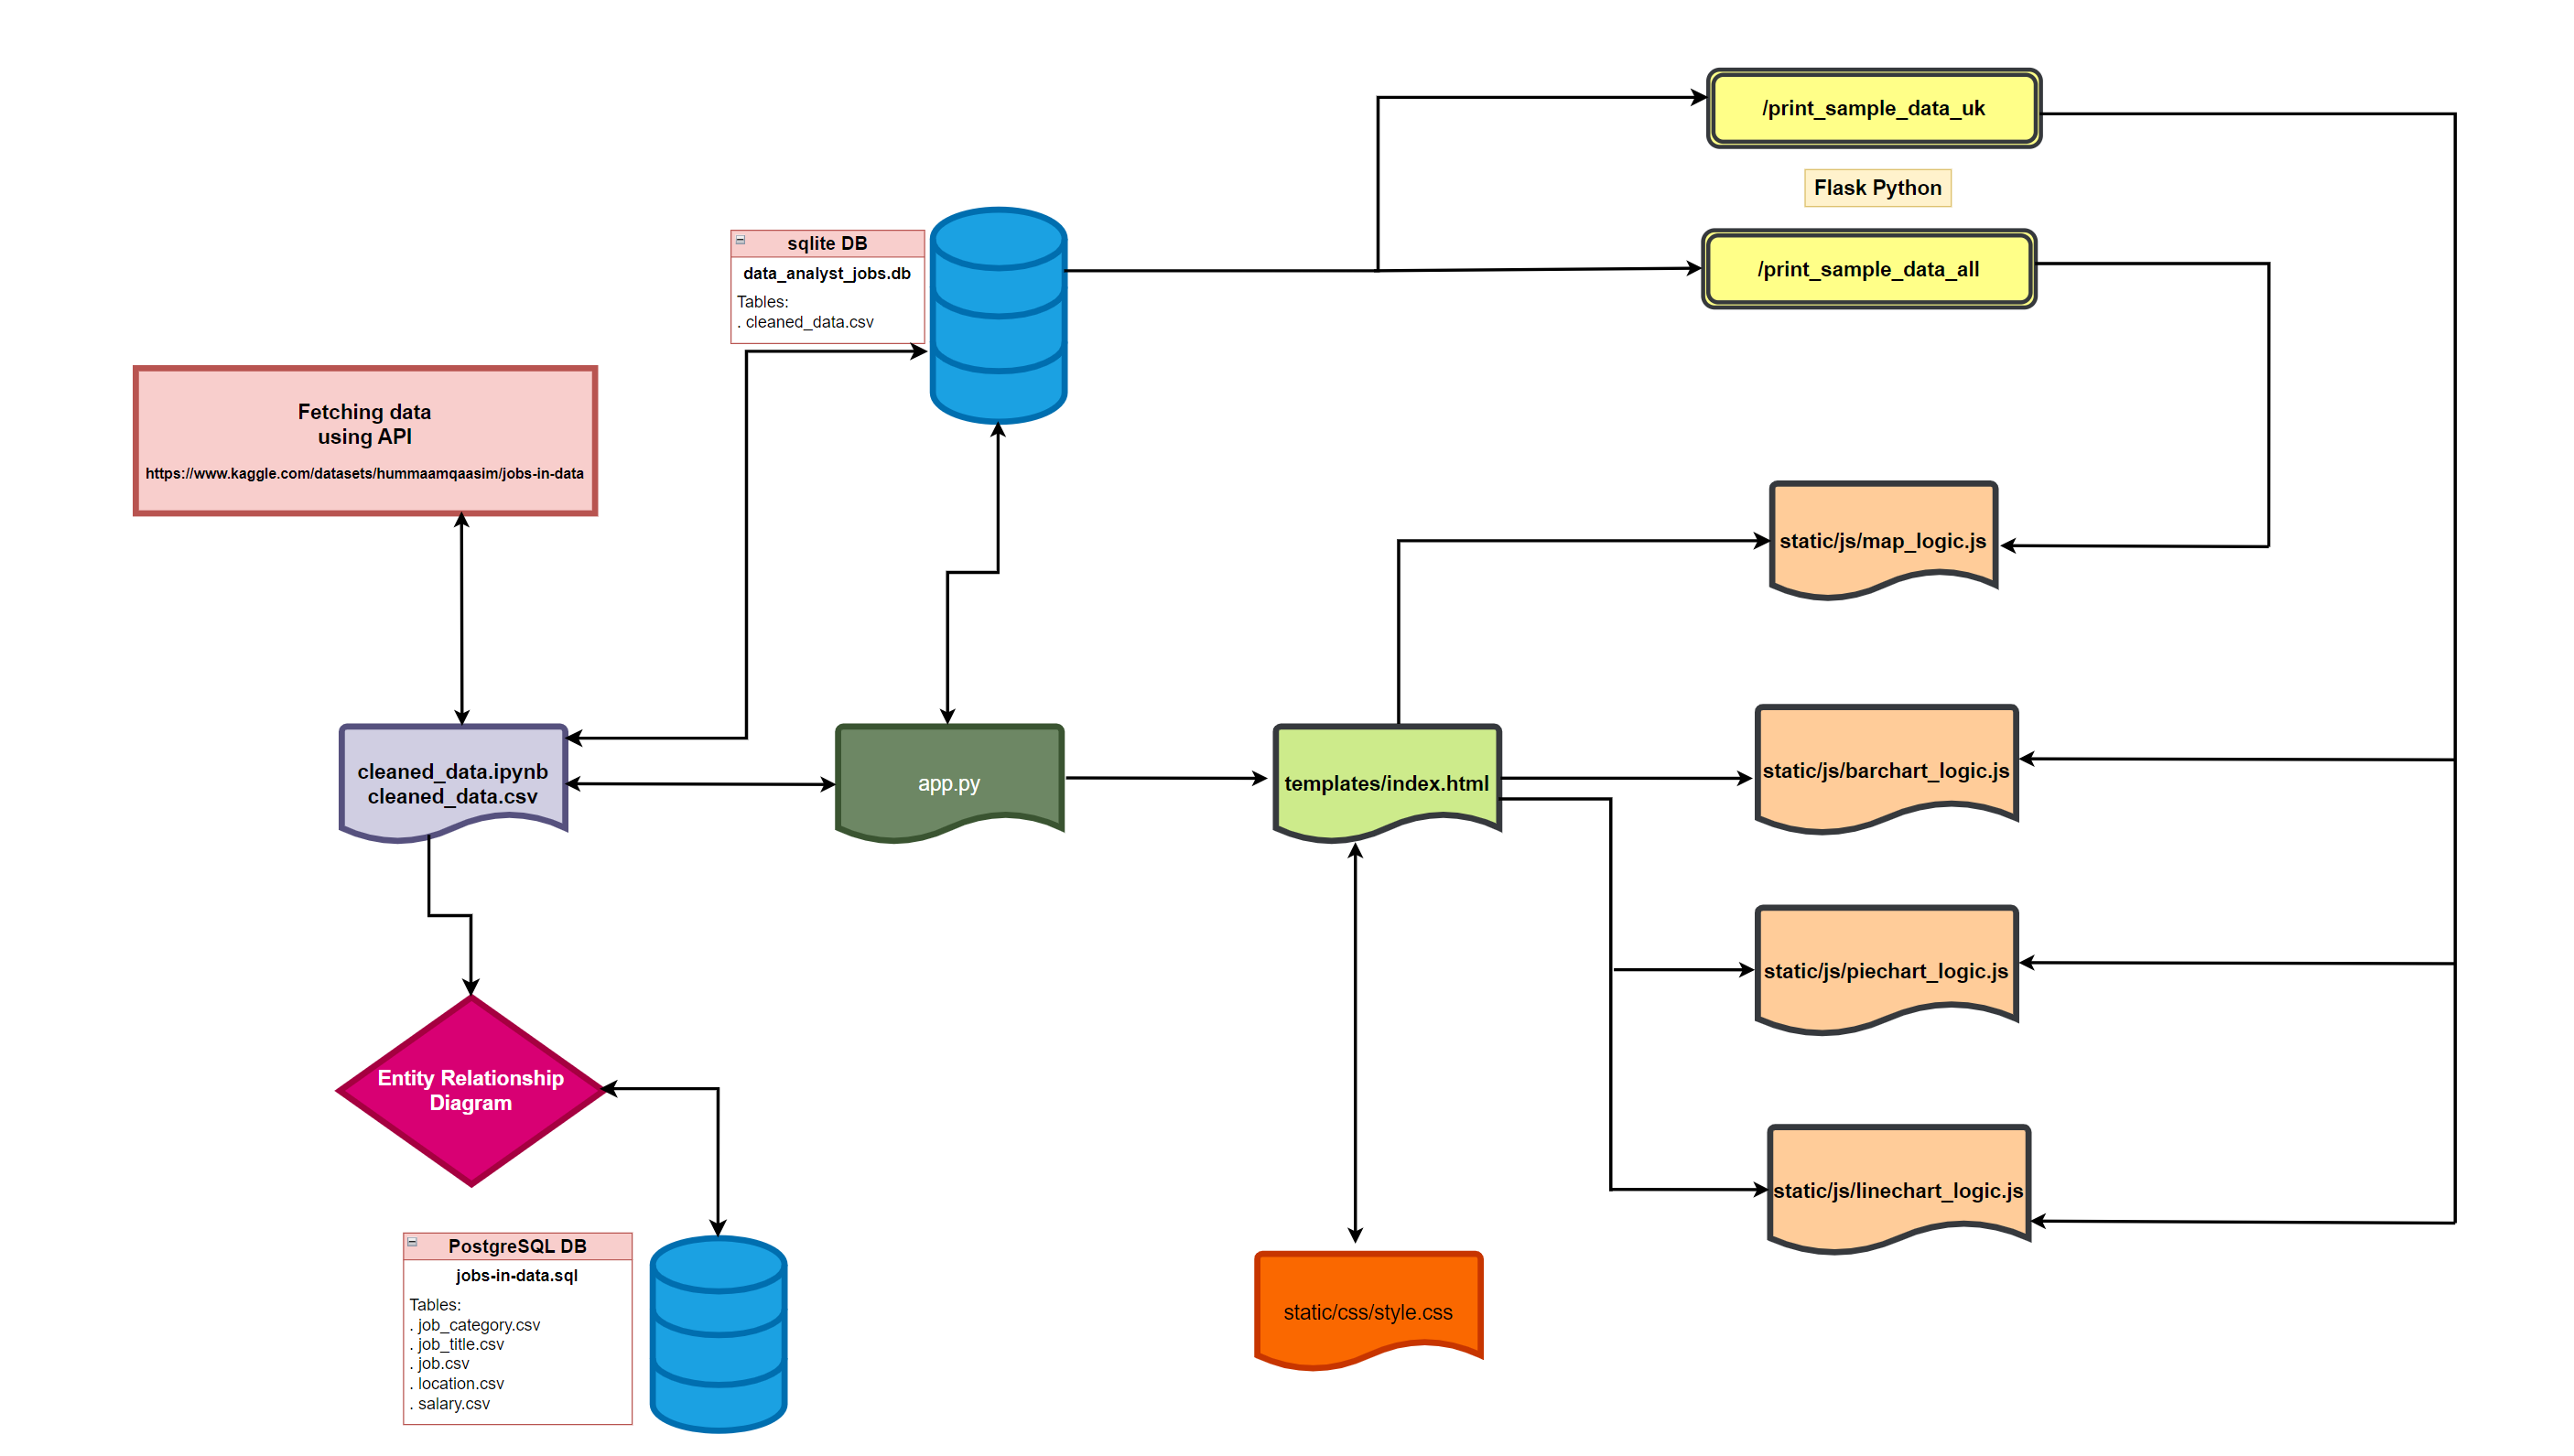 /print_sample_data_uk
Flask Python
/print_sample_data_all
sqlite DB
data_analyst_jobs.db
Tables:
. cleaned_data.csv
Fetching data
using API
https://www.kaggle.com/datasets/hummaamqaasim/jobs-in-data
static/js/map_logic.js
cleaned_data.ipynb
cleaned_data.csv
app.py
templates/index.html
static/js/barchart_logic.js
static/js/piechart_logic.js
Entity Relationship
Diagram
static/js/linechart_logic.js
PostgreSQL DB
jobs-in-data.sql
Tables:
. job_category.csv
. job_title.csv
. job.csv
. location.csv
. salary.csv
static/css/style.css